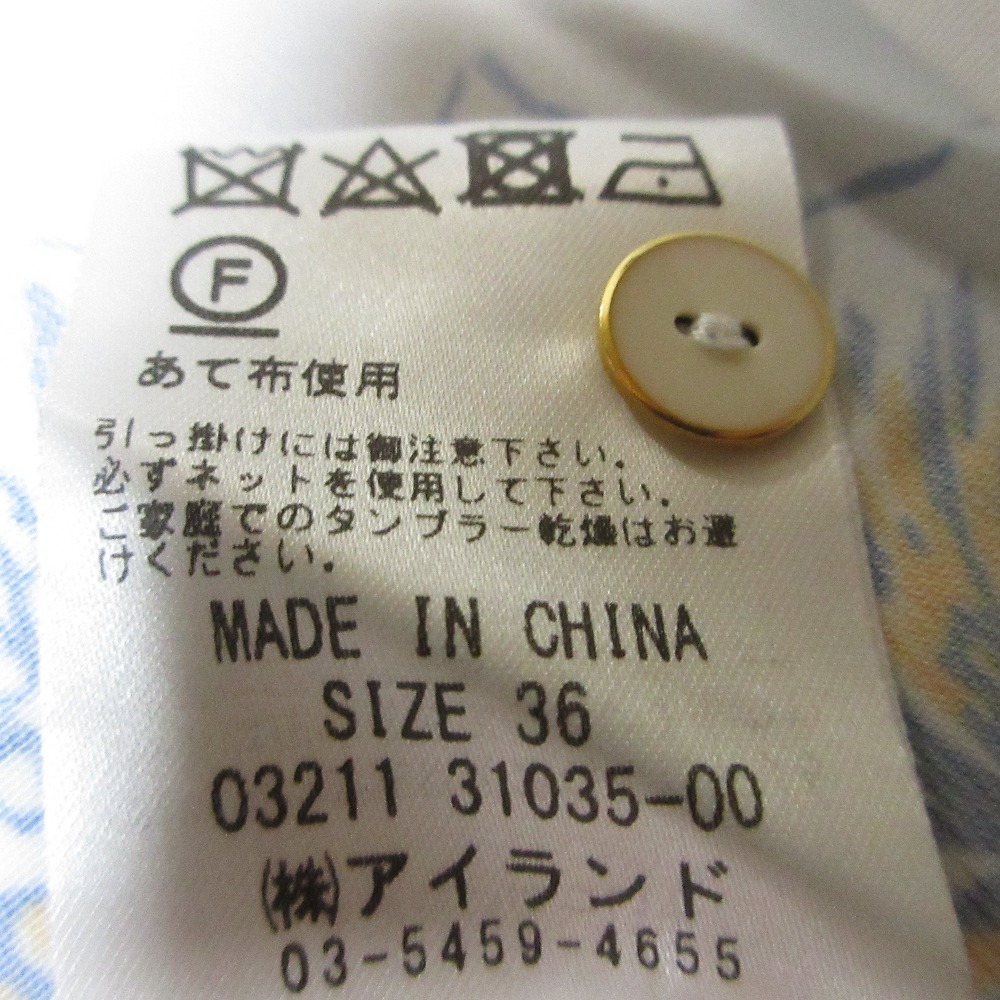 F
あて布使用
引っ掛けには御注意下さい.
必ずネットを使用して下さい.
ご家庭でのタンブラー乾燥はお避
けください.
MADE IN CHINA
SIZE 36
03211 31035-00
(株)アイランド
03-5459-4655